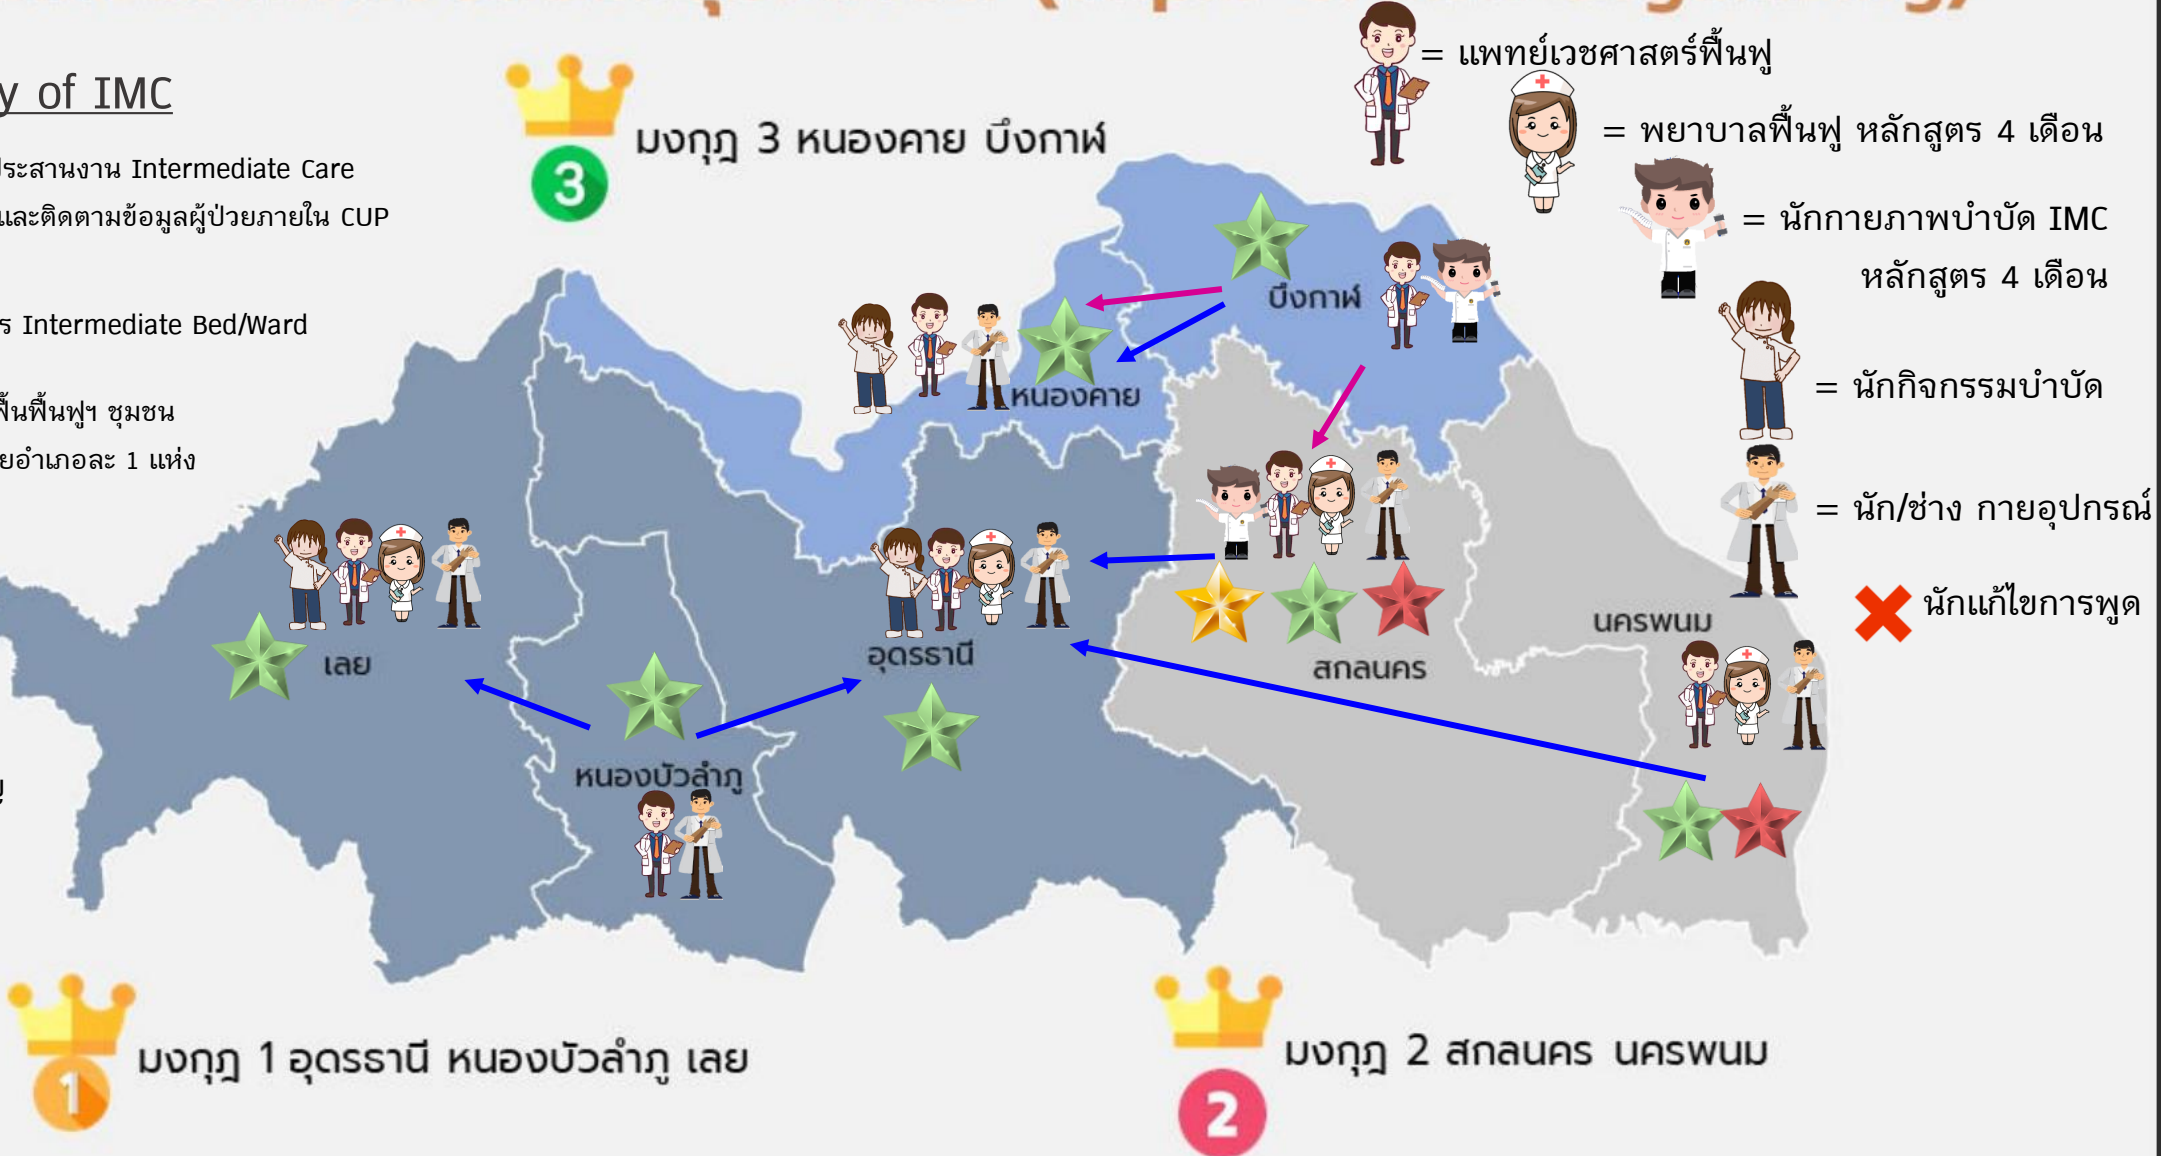 y of IMC
ประสานงาน Intermediate Care
และติดตามข้อมูลผู้ป่วยภายใน CUP
ร Intermediate Bed/Ward
ฟื้นฟื้นฟูฯ ชุมชน
ยอำเภอละ 1 แห่ง
3
มงกุฎ 3 หนองคาย บึงกาฬ
= แพทย์เวชศาสตร์ฟื้นฟู
= พยาบาลฟื้นฟู หลักสูตร 4 เดือน
= นักกายภาพบำบัด IMC
หลักสูตร 4 เดือน
= นักกิจกรรมบำบัด
= นัก/ช่าง กายอุปกรณ์
นักแก้ไขการพูด
บึงกาฬ
หนองคาย
นครพนม
เลย
อุดรธานี
สกลนคร
หนองบัวลำภู
1
มงกุฎ 1 อุดรธานี หนองบัวลำภู เลย
2
มงกุฎ 2 สกลนคร นครพนม